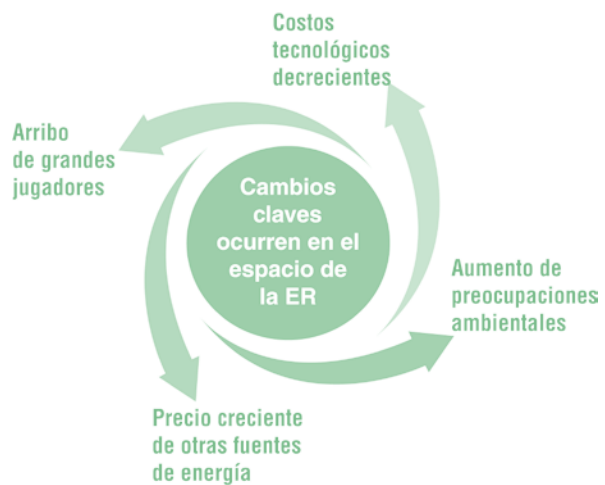 Costos
tecnológicos
decrecientes
Arribo
de grandes
jugadores
Cambios
claves
ocurren en el
espacio de
la ER
Aumento de
preocupaciones
ambientales
Precio creciente
de otras fuentes
de energía